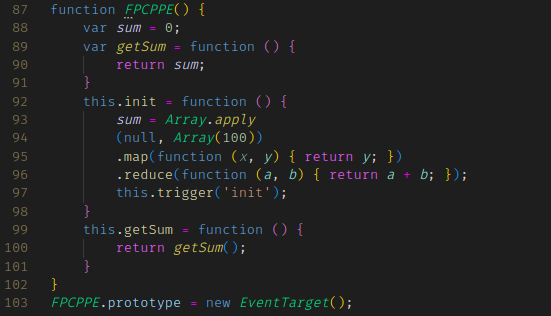 87 function FPCPPE() {
88 var sum = 0;
89 var getSum = function () {
90 return sum;
91 }
92 this.init = function () {
93 sum = Array.apply
94 (null, Array(100))
95 .map(function (x, y) { return y; })
96 .reduce(function (a, b) { return a + b; });
97 this.trigger('init');
98 }
99 this.getSum = function () {
100 return getSum();
101 }
102 }
103 FPCPPE.prototype = new EventTarget();